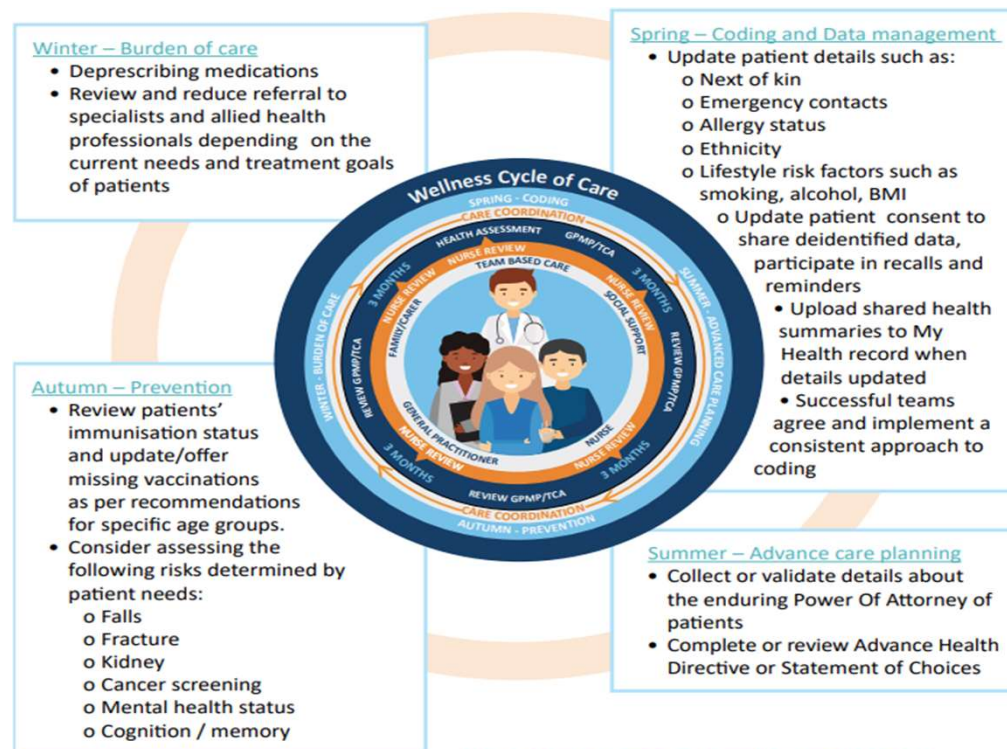 Winter – Burden of care
• Deprescribing medications
• Review and reduce referral to
specialists and allied health
professionals depending on the
current needs and treatment goals
of patients
Spring – Coding and Data management
• Update patient details such as:
o Next of kin
o Emergency contacts
o Allergy status
o Ethnicity
o Lifestyle risk factors such as
smoking, alcohol, BMI
o Update patient consent to
share deidentified data,
participate in recalls and
reminders
• Upload shared health
summaries to My
Health record when
details updated
• Successful teams
agree and implement a
consistent approach to
coding
Wellness Cycle of Care
SPRING - CODING
CARE COORDINATION
HEALTH ASSESSMENT
GPMP/TCA
NURSE REVIEW
TEAM BASED CARE
3 MONTHS
NURSE REVIEW
FAMILY/CARER
3 MONTHS
NURSE REVIEW
SOCIAL SUPPORT
SUMMER - ADVANCED CARE PLANNING
REVIEW GPMP/TCA
WINTER - BURDEN OF CARE
REVIEW GPMP/TCA
GENERAL PRACTITIONER
NURSE
NURSE REVIEW
3 MONTHS
NURSE REVIEW
3 MONTHS
REVIEW GPMP/TCA
CARE COORDINATION
AUTUMN - PREVENTION
Autumn – Prevention
• Review patients’
immunisation status
and update/offer
missing vaccinations
as per recommendations
for specific age groups.
• Consider assessing the
following risks determined by
patient needs:
o Falls
o Fracture
o Kidney
o Cancer screening
o Mental health status
o Cognition / memory
Summer – Advance care planning
• Collect or validate details about
the enduring Power Of Attorney of
patients
• Complete or review Advance Health
Directive or Statement of Choices